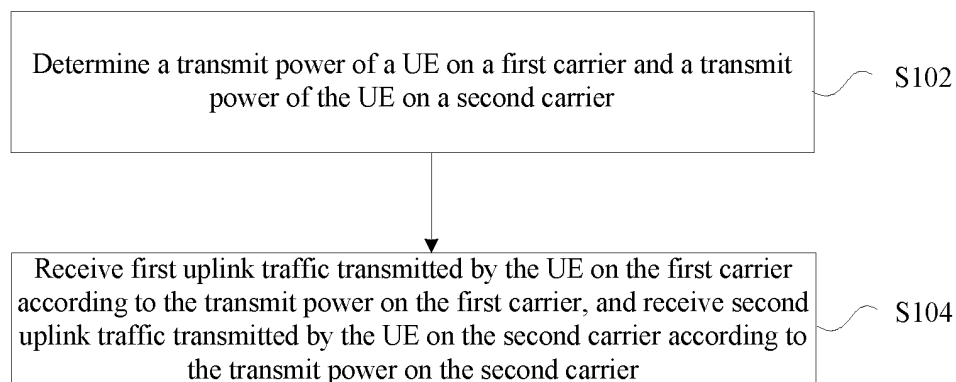 Determine a transmit power of a UE on a first carrier and a transmit
power of the UE on a second carrier
S102
Receive first uplink traffic transmitted by the UE on the first carrier
according to the transmit power on the first carrier, and receive second
uplink traffic transmitted by the UE on the second carrier according to
the transmit power on the second carrier
S104